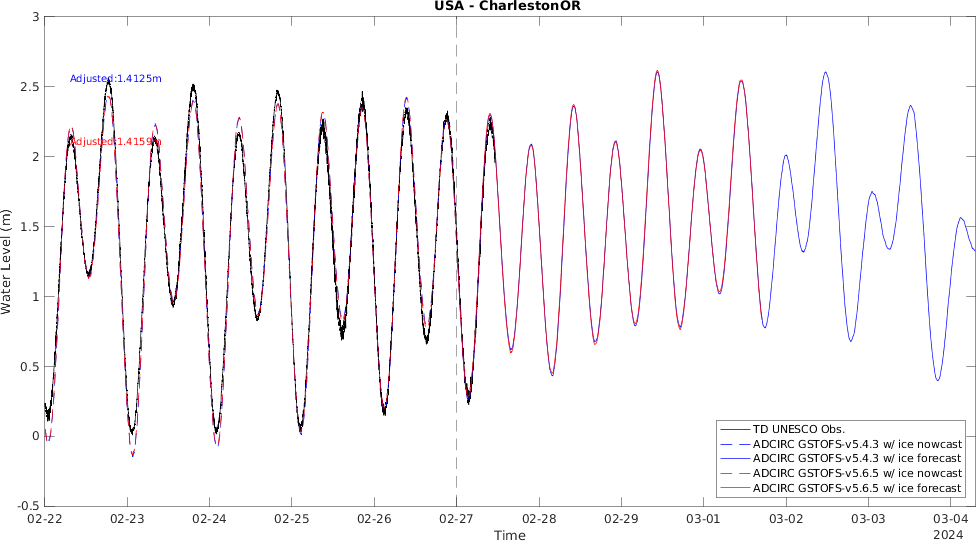 USA - CharlestonOR
3
2.5
2
1.5
1
0.5
0
-0.5
Water Level (m)
Adjusted:1.4125m
Adjusted:1.4159m
TD UNESCO Obs.
ADCIRC GSTOFS-v5.4.3 w/ ice nowcast
ADCIRC GSTOFS-v5.4.3 w/ ice forecast
ADCIRC GSTOFS-v5.6.5 w/ ice nowcast
ADCIRC GSTOFS-v5.6.5 w/ ice forecast
02-22 02-23 02-24 02-25 02-26 02-27 02-28 02-29 03-01 03-02 03-03 03-04
Time
2024